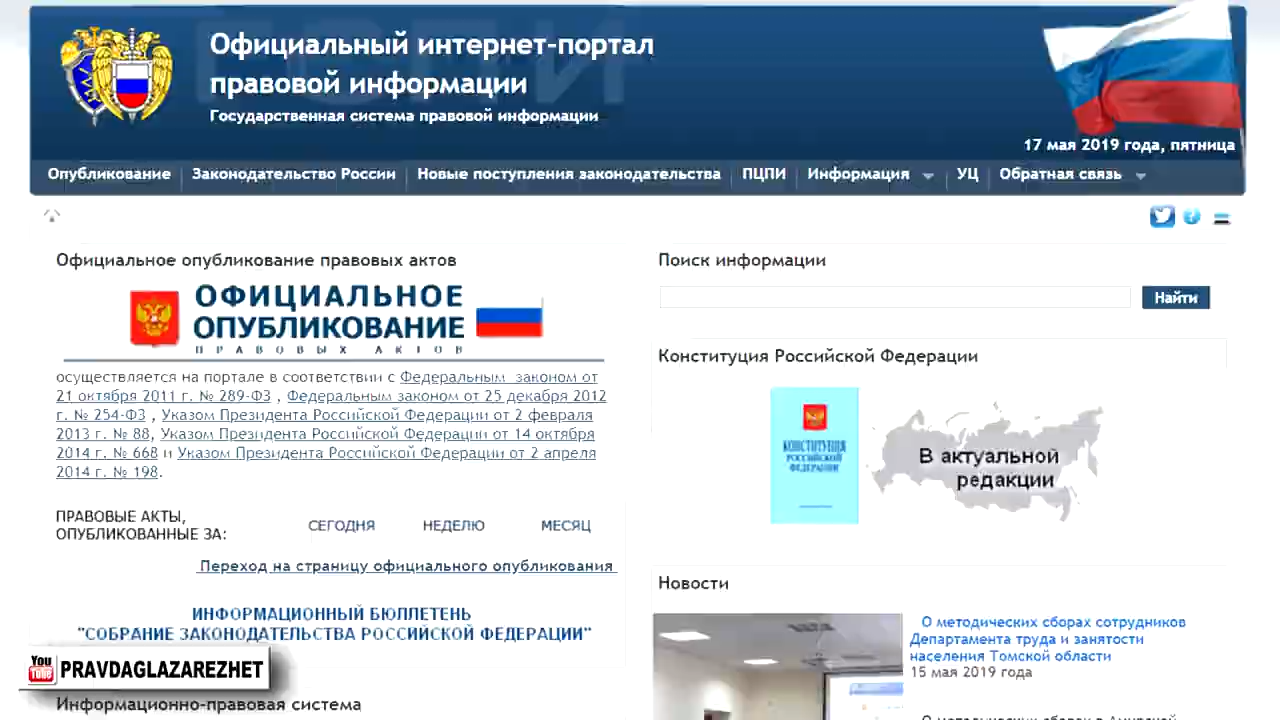 Официальный интернет-портал
правовой информации
Государственная система правовой информации
17 мая 2019 года, пятница
Опубликование
Законодательство России
Новые поступления законодательства
ПЦПИ
Информация
УЦ
Обратная связь
Официальное опубликование правовых актов
ОФИЦИАЛЬНОЕ
ОПУБЛИКОВАНИЕ
ПРАВОВЫХ АКТОВ
осуществляется на портале в соответствии с Федеральным законом от
21 октября 2011 г. № 289-ФЗ , Федеральным законом от 25 декабря 2012
г. № 254-ФЗ , Указом Президента Российской Федерации от 2 февраля
2013 г. № 88, Указом Президента Российской Федерации от 14 октября
2014 г. № 668 и Указом Президента Российской Федерации от 2 апреля
2014 г. № 198.
ПРАВОВЫЕ АКТЫ,
ОПУБЛИКОВАННЫЕ ЗА:
СЕГОДНЯ
НЕДЕЛЮ
МЕСЯЦ
Переход на страницу официального опубликования
ИНФОРМАЦИОННЫЙ БЮЛЛЕТЕНЬ
"СОБРАНИЕ ЗАКОНОДАТЕЛЬСТВА РОССИЙСКОЙ ФЕДЕРАЦИИ"
You
Tube
PRAVDAGLAZAREZHET
Информационно-правовая система
Поиск информации
Найти
Конституция Российской Федерации
КОНСТИТУЦИЯ
РОССИЙСКОЙ
ФЕДЕРАЦИИ
В актуальной
редакции
Новости
О методических сборах сотрудников
Департамента труда и занятости
населения Томской области
15 мая 2019 года